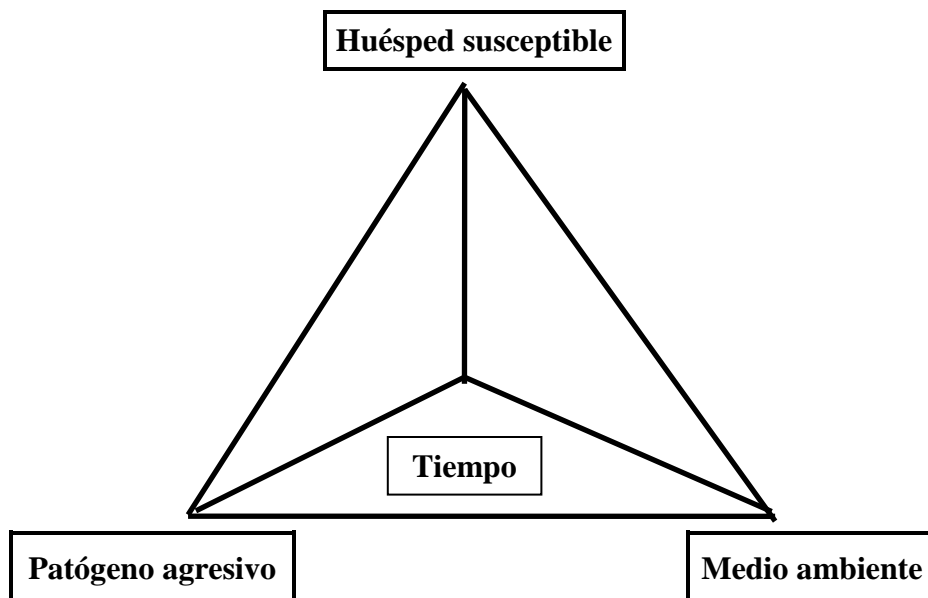 Huésped susceptible
Tiempo
Patógeno agresivo
Medio ambiente